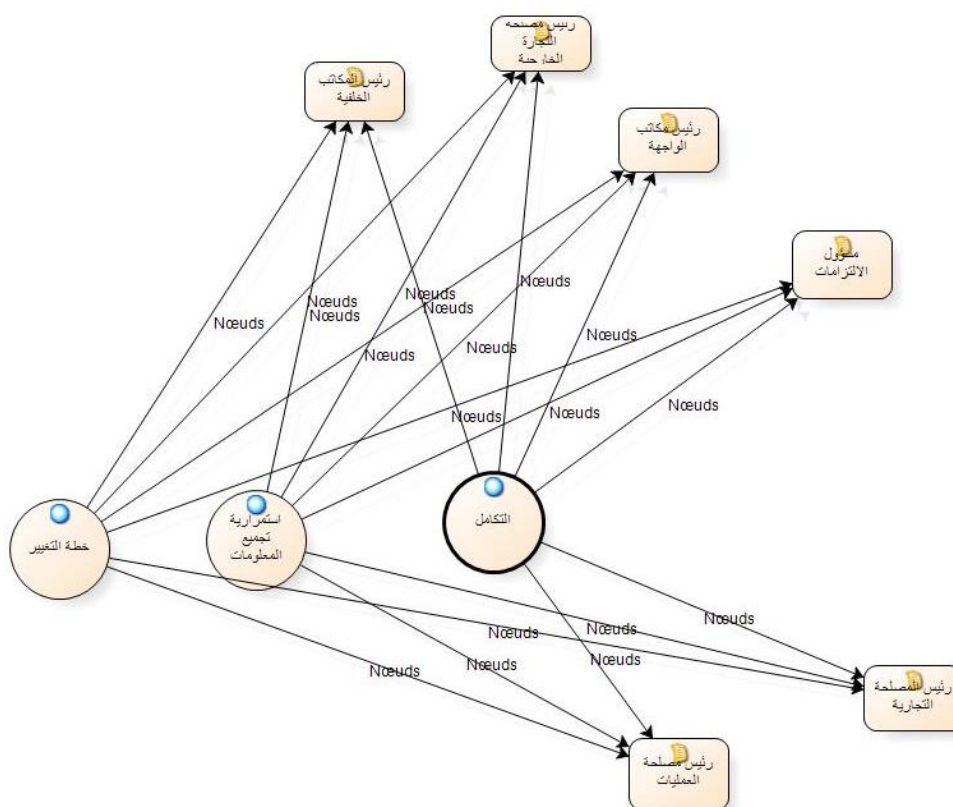 رئيس مصلحة
التجارة
الخارجية
رئيس المكاتب
الخلفية
رئيس مكاتب
الواجهة
مسؤول
الالتزامات
Nœuds
Nœuds
Nœuds
Nœuds
Nœuds
Nœuds
Nœuds
Nœuds
Nœuds
Nœuds
Nœuds
Nœuds
التكامل
استمرارية
تجميع
المعلومات
خطة التغيير
Nœuds
Nœuds
Nœuds
Nœuds
Nœuds
Nœuds
رئيس المصلحة
التجارية
رئيس مصلحة
العمليات